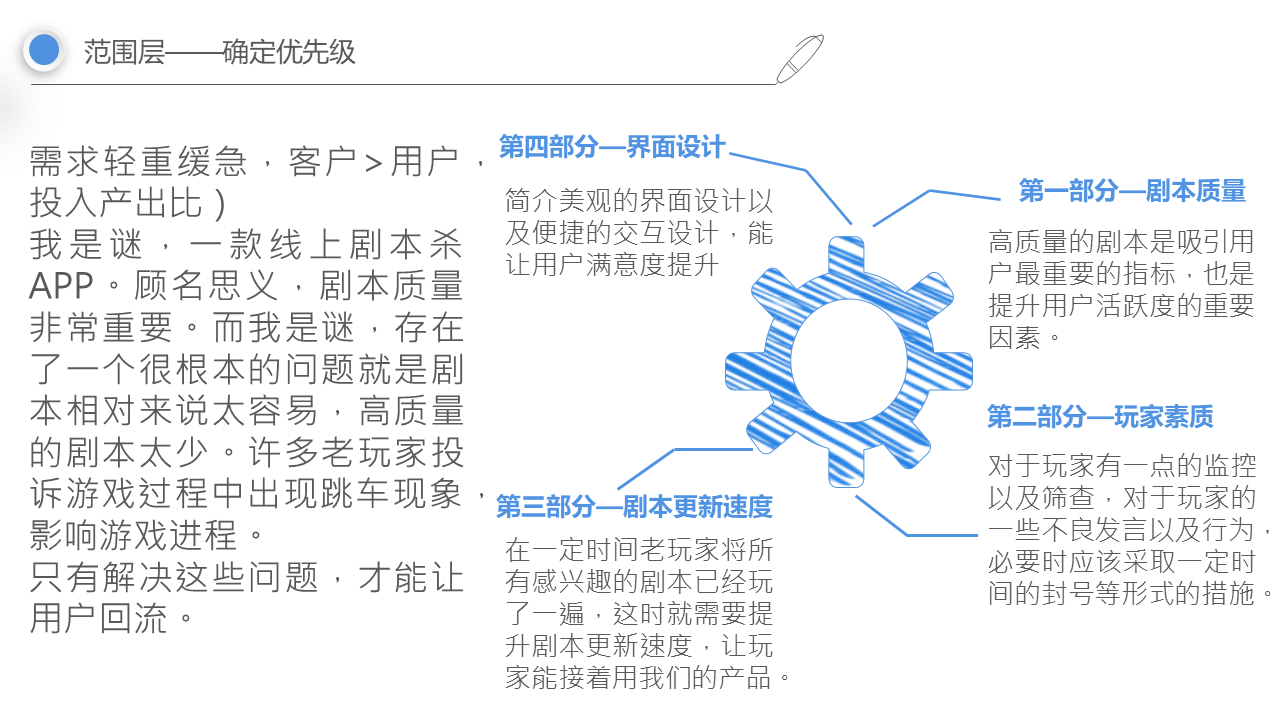 范围层——确定优先级
需求轻重缓急，客户>用户，
投入产出比）
我是谜，一款线上剧本杀
APP。顾名思义，剧本质量
非常重要。而我是谜，存在
了一个很根本的问题就是剧
本相对来说太容易，高质量
的剧本太少。许多老玩家投
诉游戏过程中出现跳车现象，
影响游戏进程。
只有解决这些问题，才能让
用户回流。
第四部分—界面设计
简介美观的界面设计以
及便捷的交互设计，能
让用户满意度提升
第一部分—剧本质量
高质量的剧本是吸引用
户最重要的指标，也是
提升用户活跃度的重要
因素。
第二部分—玩家素质
对于玩家有一点的监控
以及筛查，对于玩家的
一些不良发言以及行为，
必要时应该采取一定时
间的封号等形式的措施。
第三部分—剧本更新速度
在一定时间老玩家将所
有感兴趣的剧本已经玩
了一遍，这时就需要提
升剧本更新速度，让玩
家能接着用我们的产品。